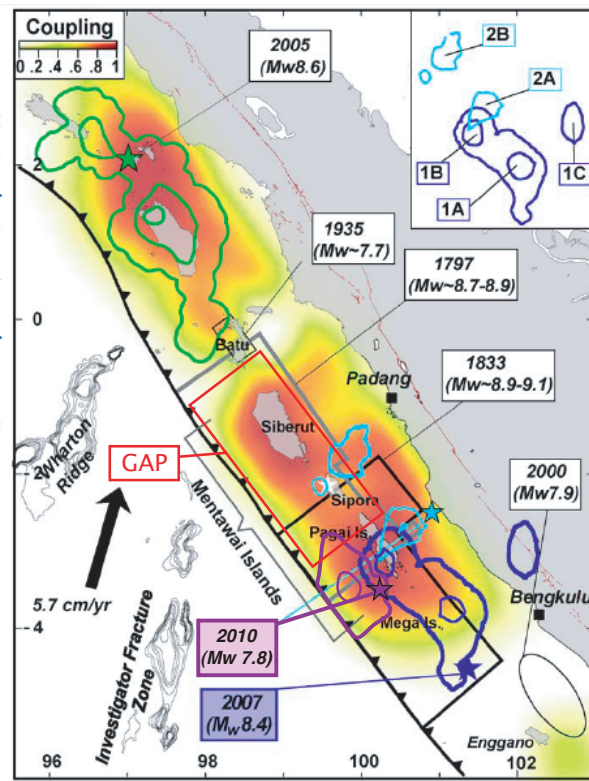 Coupling
0 .2 .4 .6 .8 1
2005
(Mw8.6)
2B
2A
1B
1A
1C
2
1935
(Mw~7.7)
1797
(Mw~8.7-8.9)
0
Batu
Padang
1833
(Mw~8.9-9.1)
Siberut
GAP
Wharton
Ridge
2
Sipora
2000
(Mw7.9)
Pagai Is.
Mentawai Islands
5.7 cm/yr
Bengkulu
-4
Mega Is..
2010
(Mw 7.8)
2007
(Mw8.4)
Investigator Fracture
Zone
Enggano
96
98
100
102